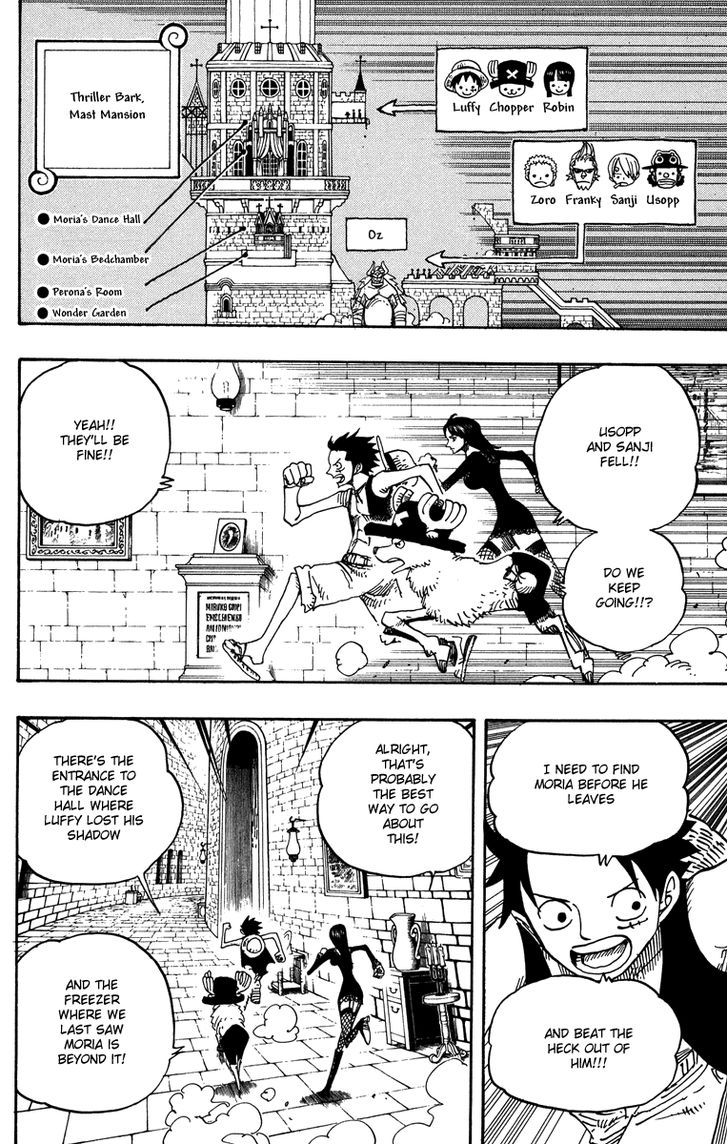 Thriller Bark,
Mast Mansion
Luffy Chopper Robin
Zoro Franky Sanji Usopp
Oz
Moria's Dance Hall
Moria's Bedchamber
Perona's Room
Wonder Garden
USOPP
AND SANJI
FELL!!
DO WE
KEEP
GOING!!?
YEAH!!
THEY'LL BE
FINE!!
I NEED TO FIND
MORIA BEFORE HE
LEAVES
AND BEAT THE
HECK OUT OF
HIM!!!
ALRIGHT,
THAT'S
PROBABLY
THE BEST
WAY TO GO
ABOUT
THIS!
THERE'S THE
ENTRANCE TO
THE DANCE
HALL WHERE
LUFFY LOST HIS
SHADOW
AND THE
FREEZER
WHERE WE
LAST SAW
MORIA IS
BEYOND IT!